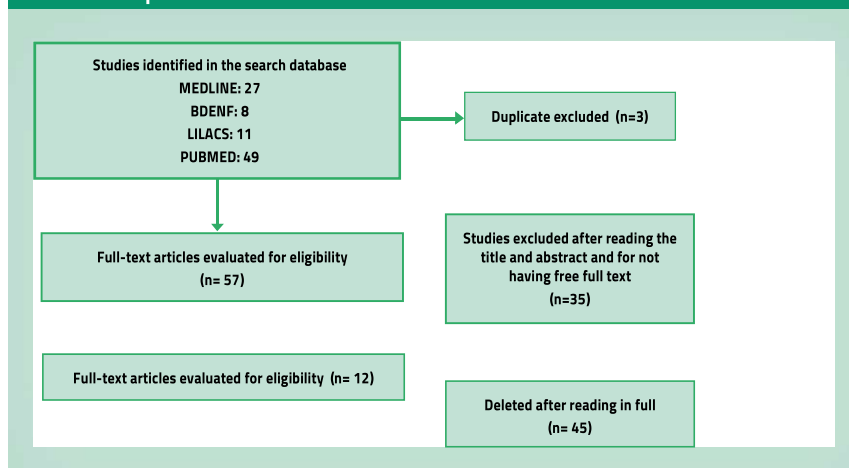 Studies identified in the search database
MEDLINE: 27
BDENF: 8
LILACS: 11
PUBMED: 49
Duplicate excluded (n=3)
Full-text articles evaluated for eligibility
(n= 57)
Studies excluded after reading the
title and abstract and for not
having free full text
(n=35)
Full-text articles evaluated for eligibility (n= 12)
Deleted after reading in full
(n= 45)